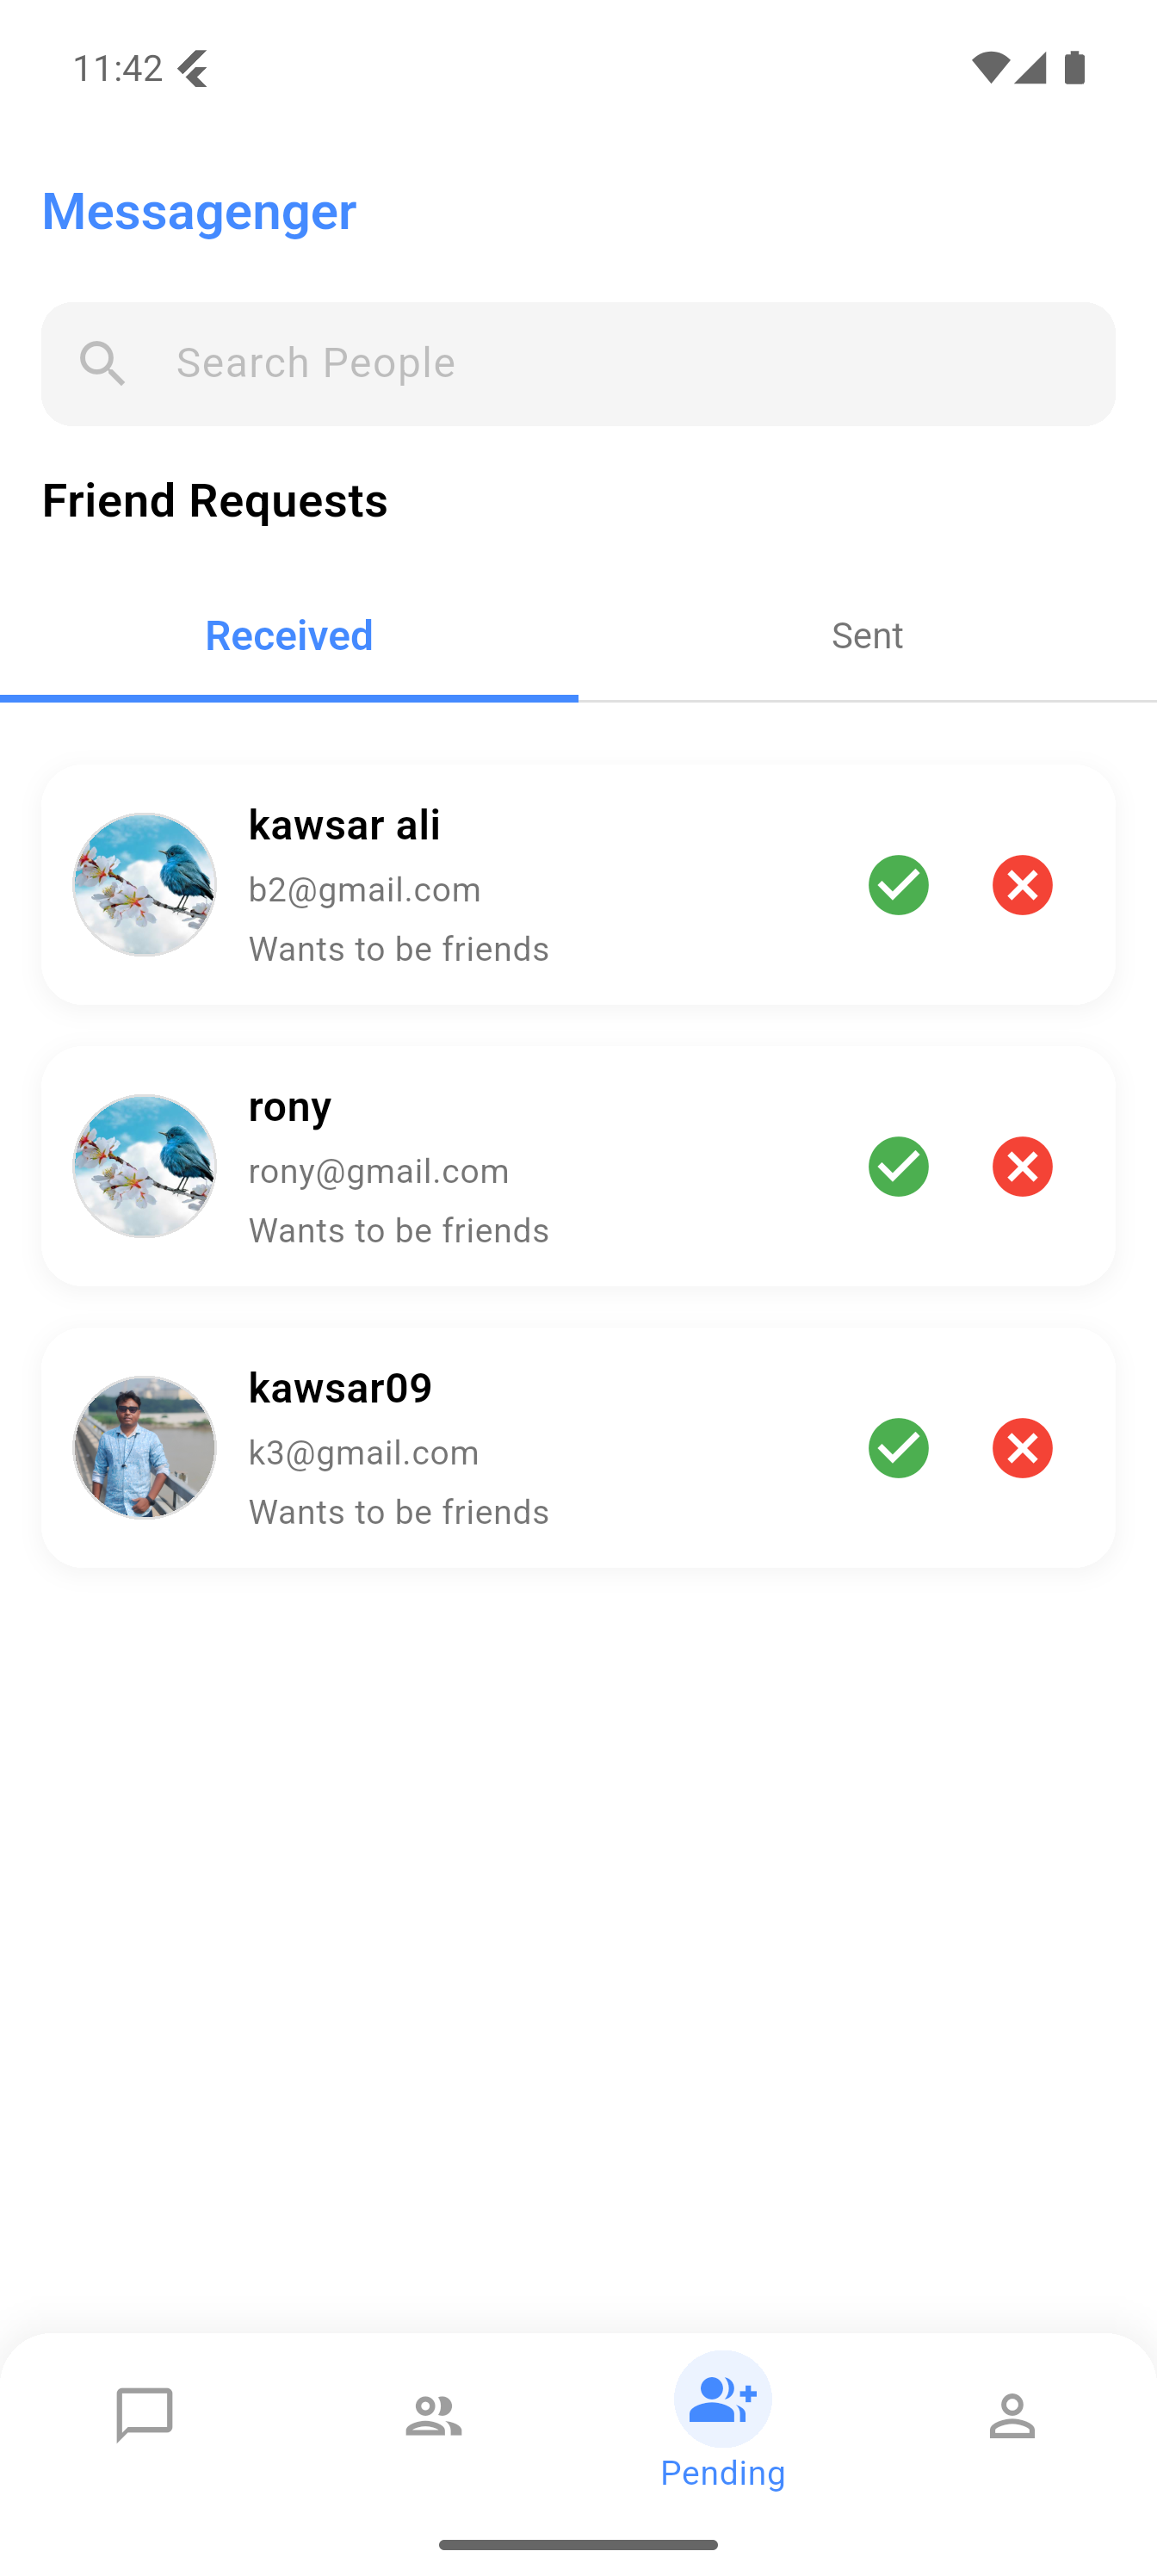 11:42
Messagenger
Search People
Friend Requests
Received
Sent
kawsar ali
b2@gmail.com
Wants to be friends
rony
rony@gmail.com
Wants to be friends
kawsar09
k3@gmail.com
Wants to be friends
Pending